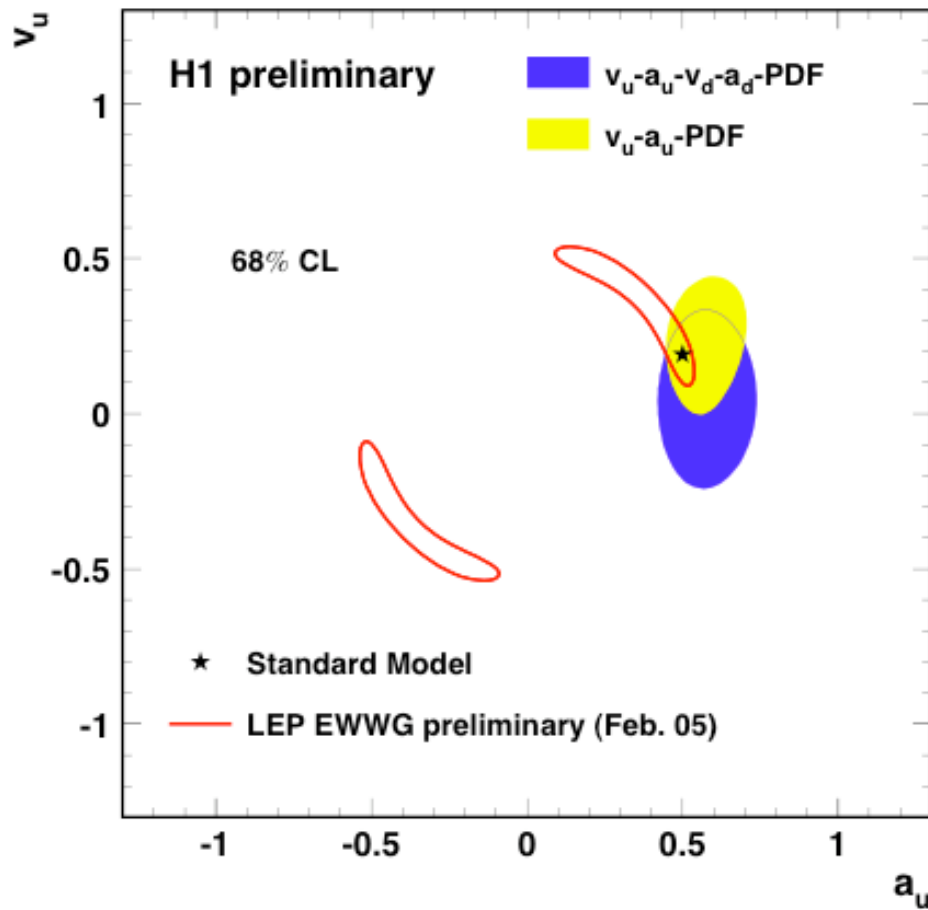 v_u
H1 preliminary
v_u-a_u-v_d-a_d-PDF
v_u-a_u-PDF
68% CL
1
0.5
0
-0.5
-1
Standard Model
LEP EWWG preliminary (Feb. 05)
-1 -0.5 0 0.5 1
a_u